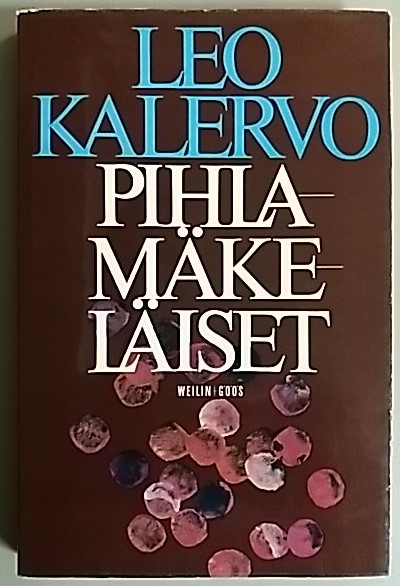 LEO
KALERVO
PIHLA-
MÄKE-
LÄISET
WEILIN+GÖÖS